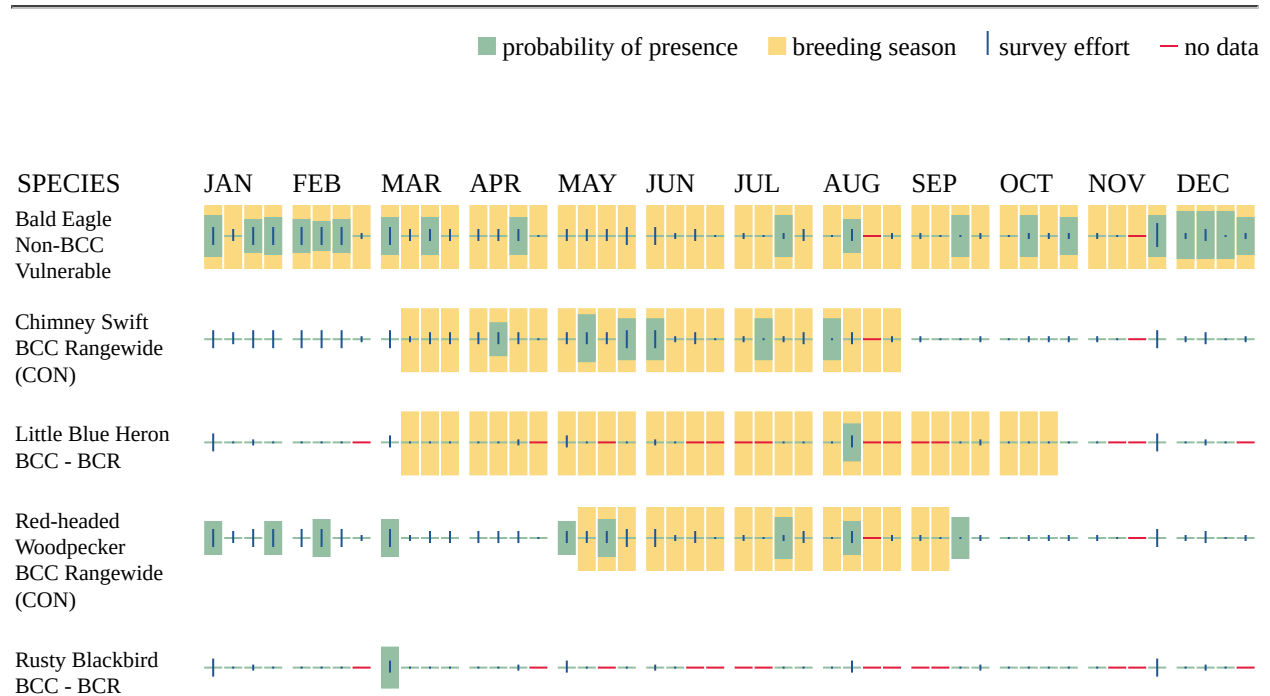 probability of presence breeding season survey effort no data
SPECIES JAN FEB MAR APR MAY JUN JUL AUG SEP OCT NOV DEC
Bald Eagle
Non-BCC
Vulnerable
Chimney Swift
BCC Rangewide
(CON)
Little Blue Heron
BCC - BCR
Red-headed
Woodpecker
BCC Rangewide
(CON)
Rusty Blackbird
BCC - BCR